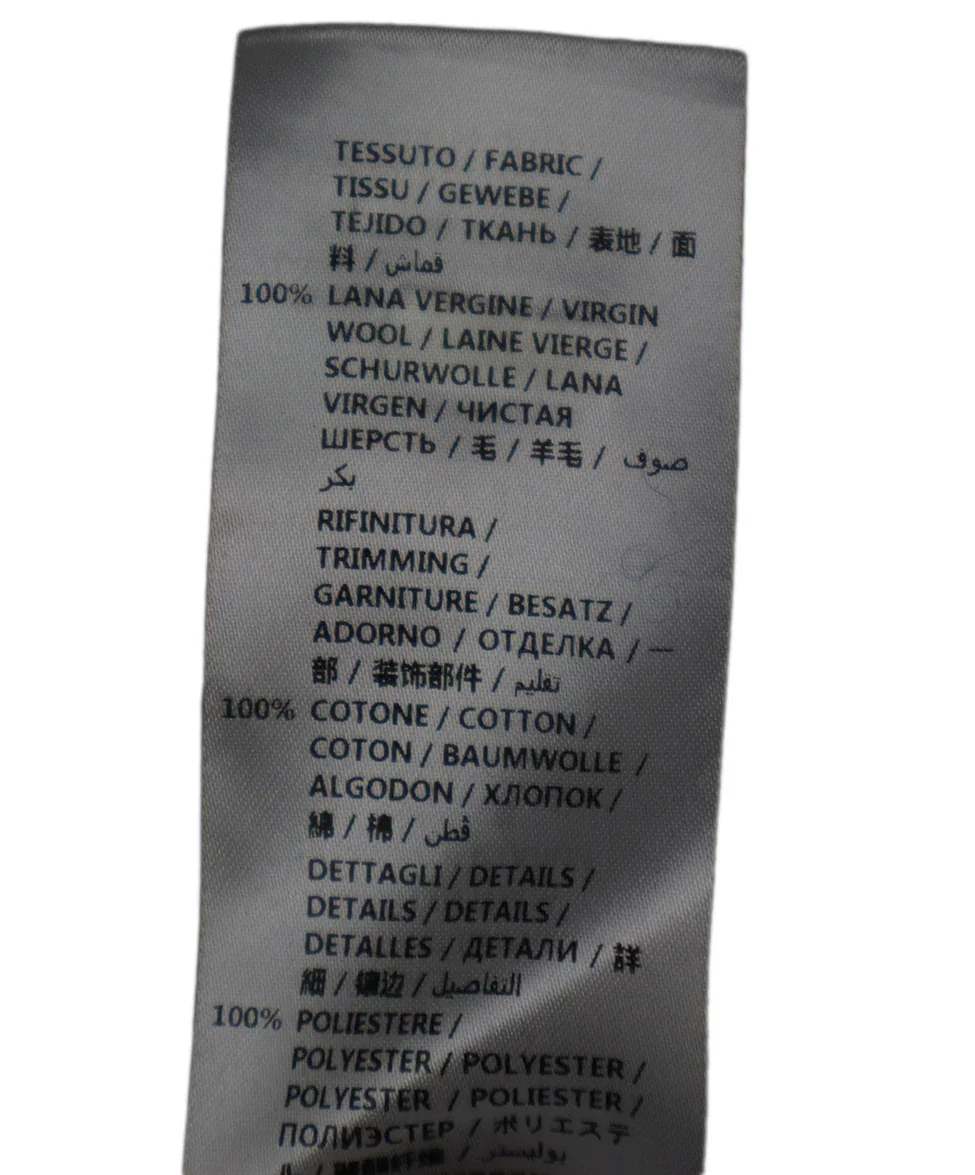 TESSUTO / FABRIC /
TISSU / GEWEBE /
TEJIDO / ТКАНЬ / 表地 / 面
料 / قماش
100% LANA VERGINE / VIRGIN
WOOL / LAINE VIERGE /
SCHURWOLLE / LANA
VIRGEN / ЧИСТАЯ
ШЕРСТЬ / 毛 / 羊毛 / صوف
بكر
RIFINITURA /
TRIMMING /
GARNITURE / BESATZ /
ADORNO / ОТДЕЛКА / 一
部 / 装饰部件 / تقليم
100% COTONE / COTTON /
COTON / BAUMWOLLE /
ALGODON / ХЛОПОК /
綿 / 棉 / قطن
DETTAGLI / DETAILS /
DETAILS / DETAILS /
DETALLES / ДЕТАЛИ / 詳
細 / 镶边 / التفاصيل
100% POLIESTERE /
POLYESTER / POLYESTER /
POLYESTER / POLIESTER /
ПОЛИЭСТЕР / ポリエステ
ル / / بوليستر